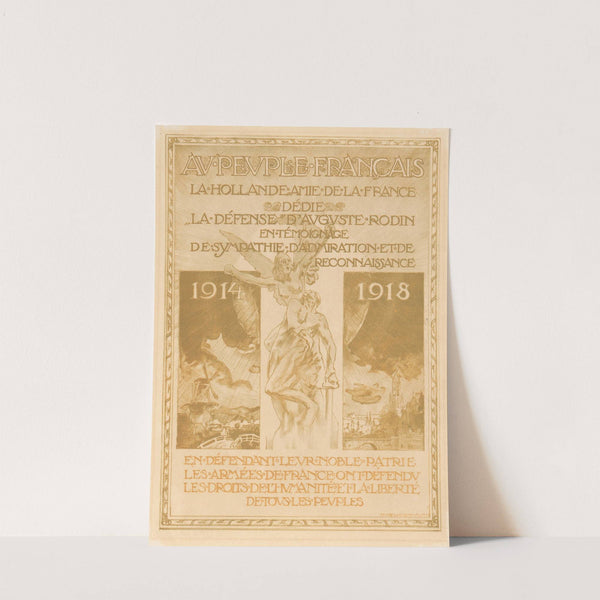 AV·PEVPLE·FRANÇAIS
LA·HOLLANDE·AMIE·DE·LA·FRANCE
DÉDIE
„LA·DÉFENSE" D'AVGVSTE·RODIN
EN·TÉMOIGNAGE
DE·SYMPATHIE·D'ADMIRATION·ET·DE
RECONNAISSANCE
1914 1918
EN·DÉFENDANT·LEVR·NOBLE·PATRIE
LES·ARMÉES·DE·FRANCE·ONT·DEFENDV
LES·DROITS·DE·L'HVMANITÉ·ET·LA·LIBERTÉ
DE·TOVS·LES·PEVPLES